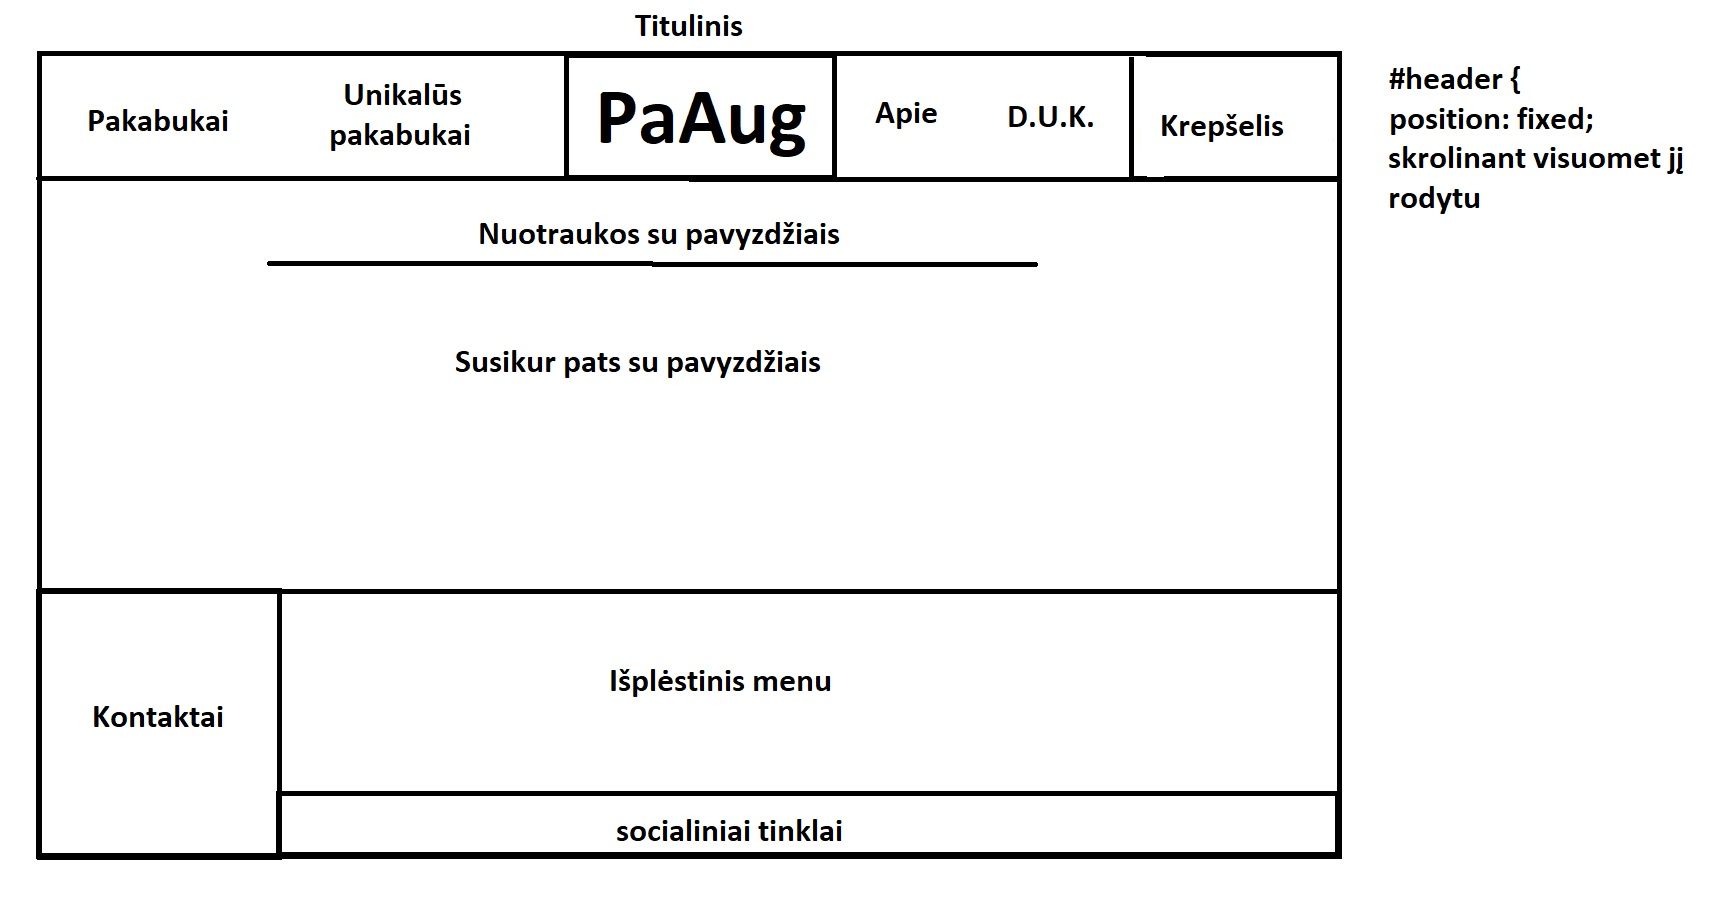 Titulinis
Pakabukai
Unikalūs
pakabukai
PaAug
Apie
D.U.K.
Krepšelis
#header {
position: fixed;
skrolinant visuomet jį
rodytu
Nuotraukos su pavyzdžiais
Susikur pats su pavyzdžiais
Kontaktai
Išplėstinis menu
socialiniai tinklai